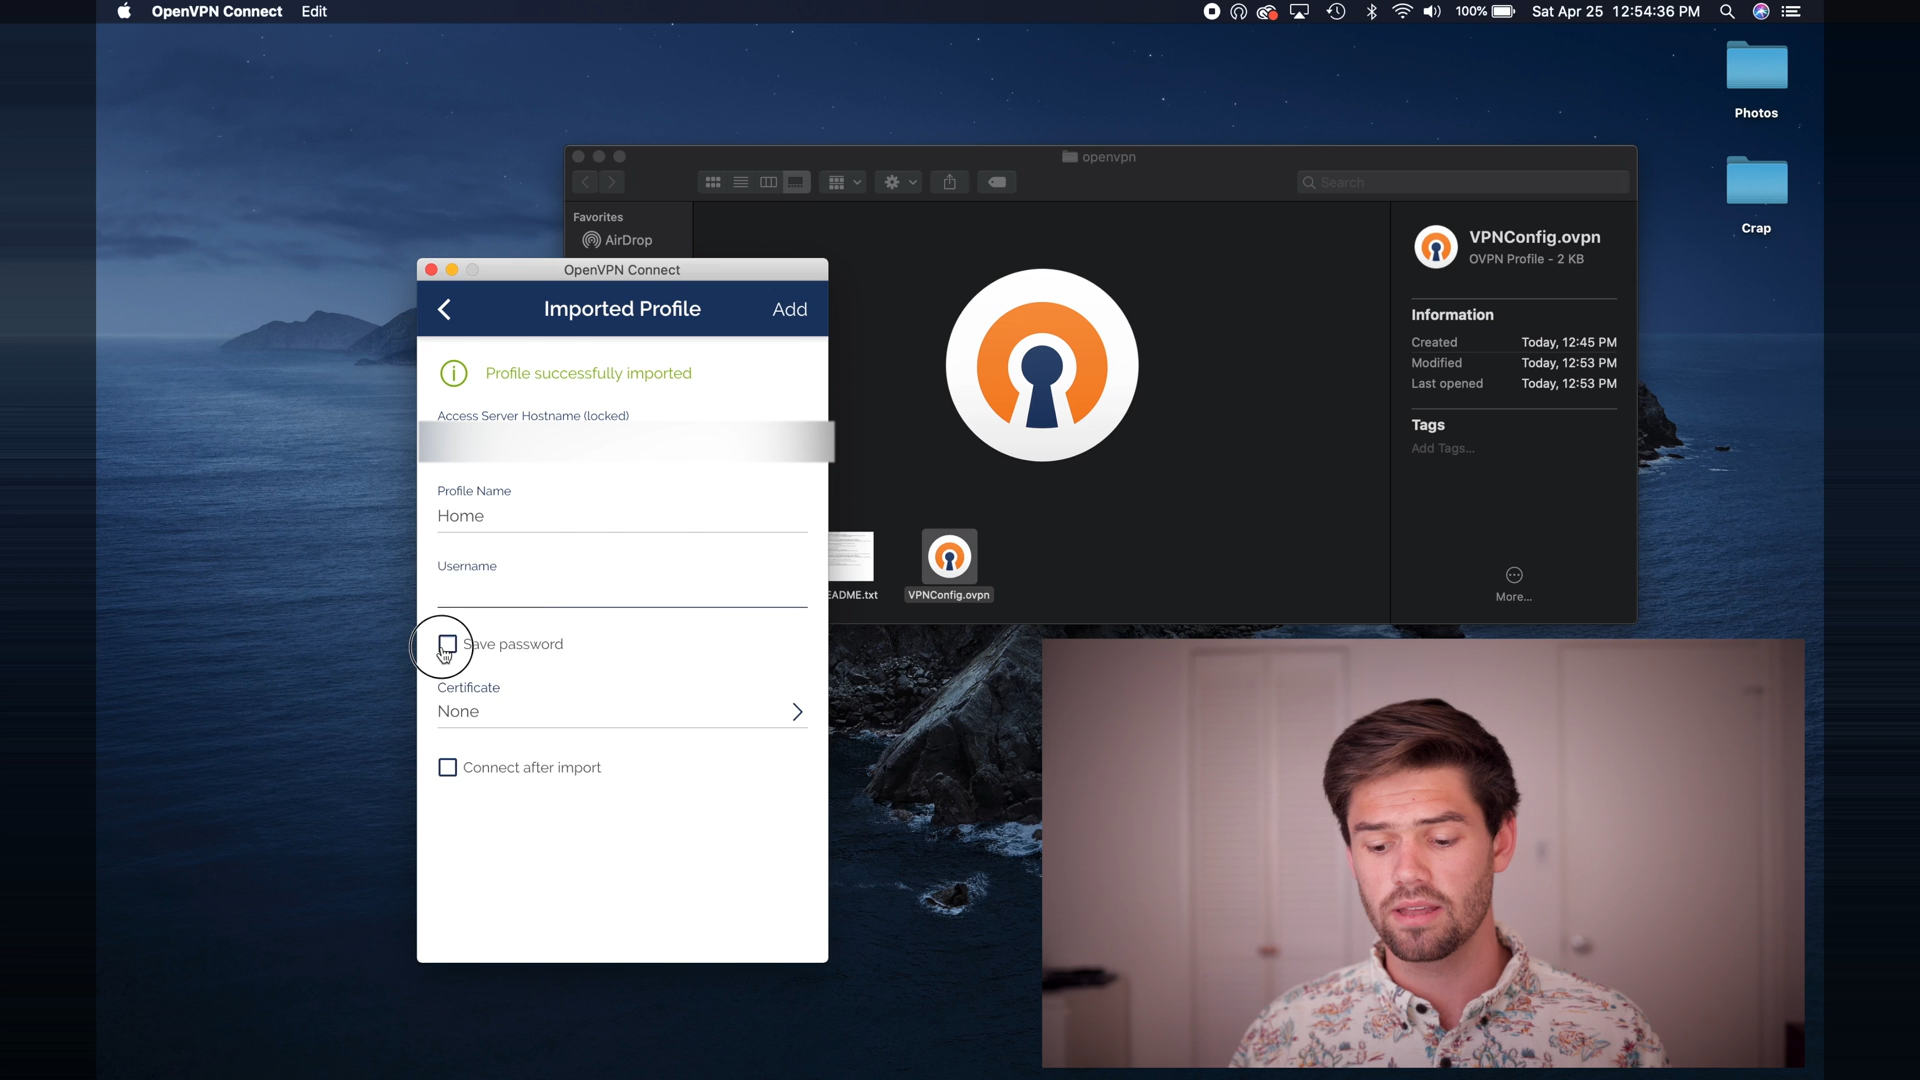 OpenVPN Connect Edit
100% Sat Apr 25 12:54:36 PM
Photos
Crap
openvpn
Search
Favorites
AirDrop
VPNConfig.ovpn
OVPN Profile - 2 KB
Information
Created Today, 12:45 PM
Modified Today, 12:53 PM
Last opened Today, 12:53 PM
Tags
Add Tags...
More...
EADME.txt
VPNConfig.ovpn
OpenVPN Connect
Imported Profile Add
Profile successfully imported
Access Server Hostname (locked)
Profile Name
Home
Username
Save password
Certificate
None
Connect after import